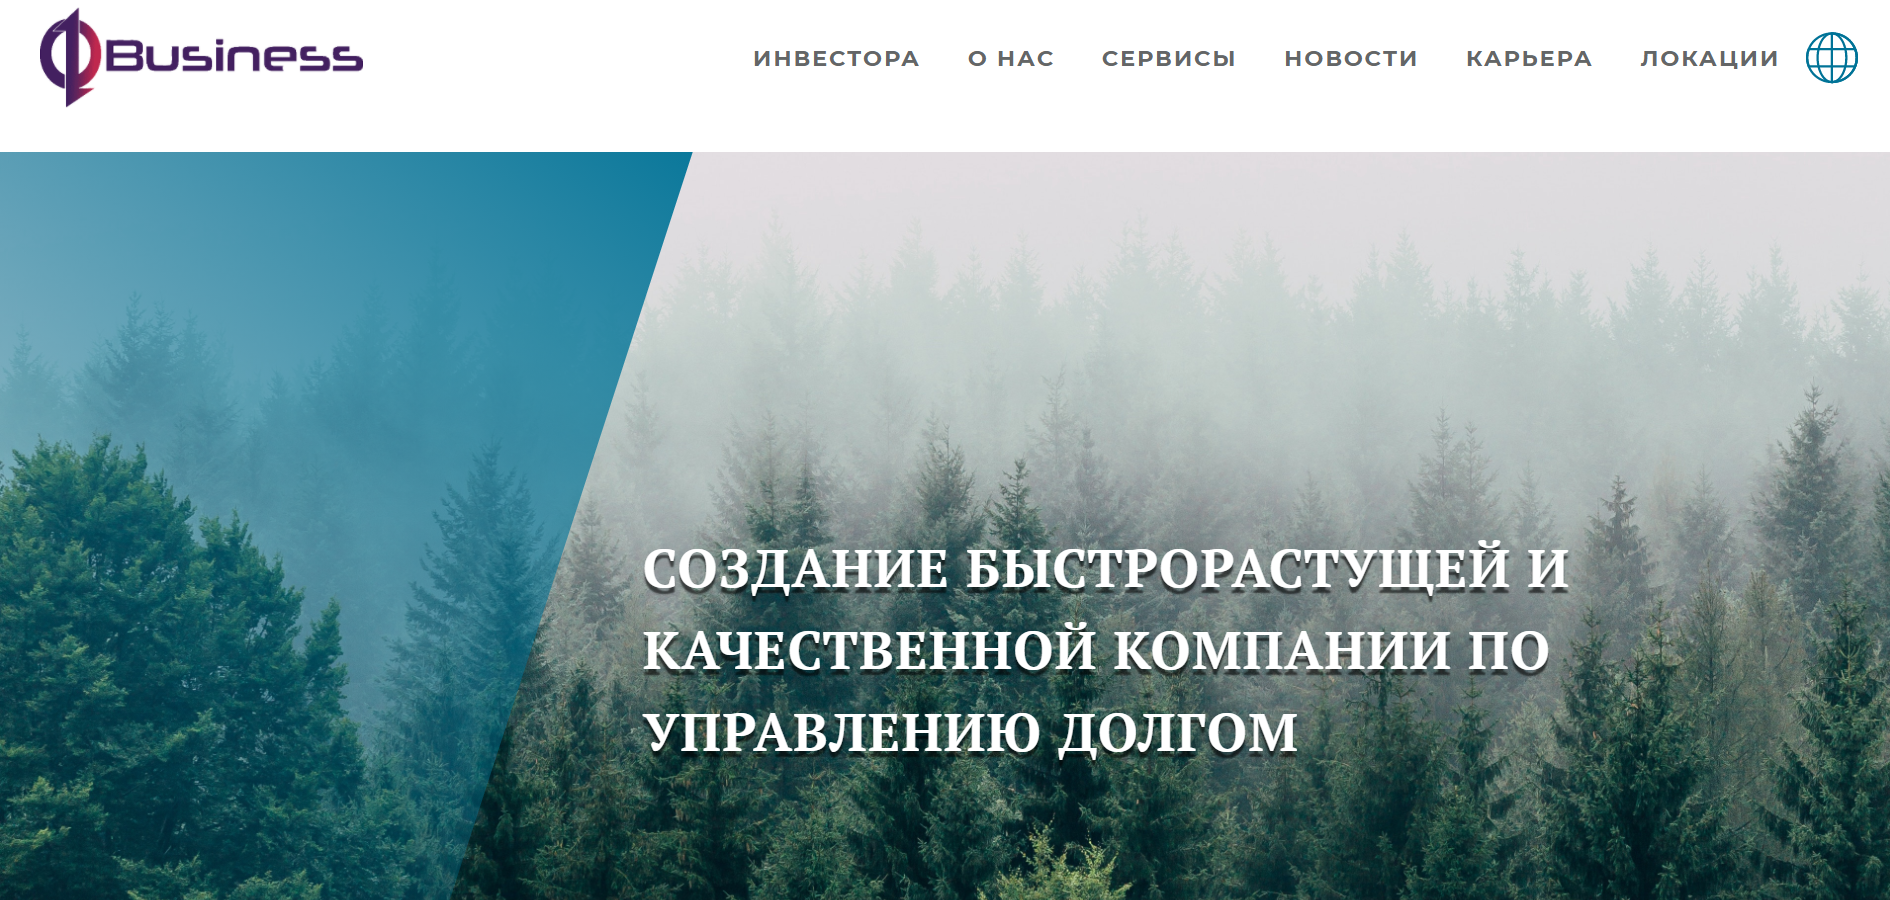 Business
ИНВЕСТОРА О НАС СЕРВИСЫ НОВОСТИ КАРЬЕРА ЛОКАЦИИ
СОЗДАНИЕ БЫСТРОРАСТУЩЕЙ И
КАЧЕСТВЕННОЙ КОМПАНИИ ПО
УПРАВЛЕНИЮ ДОЛГОМ